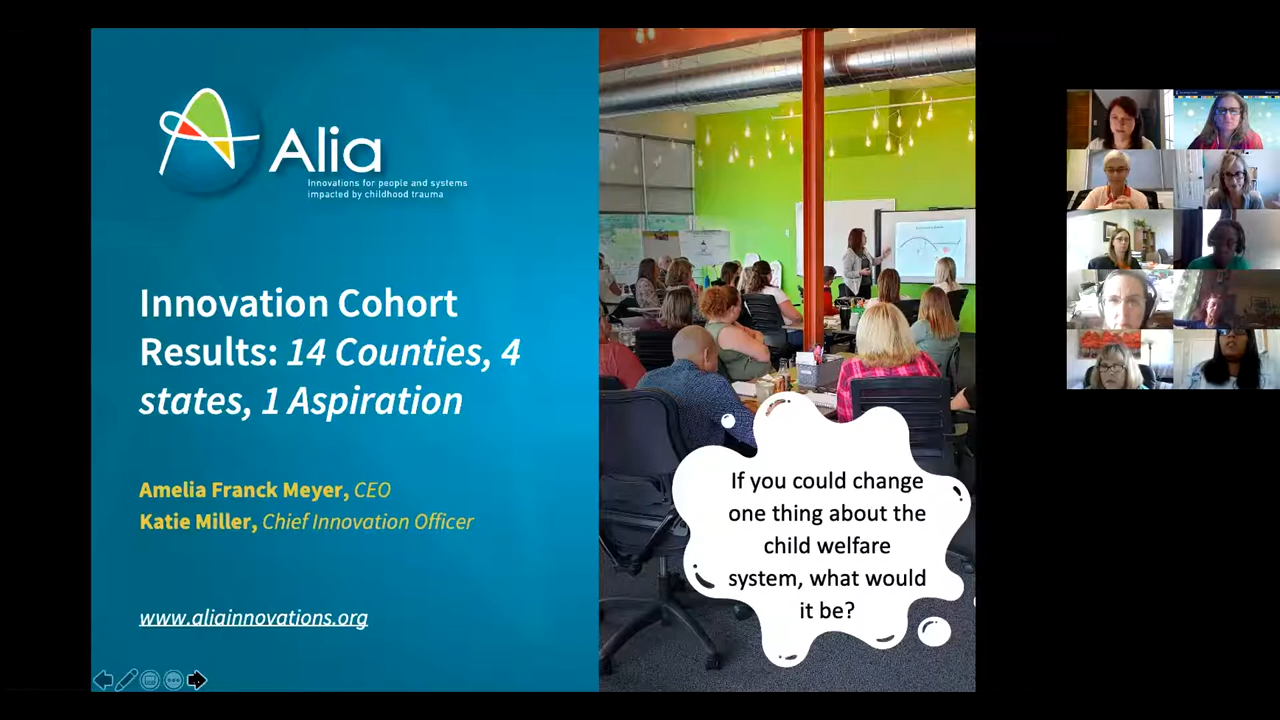 Alia
Innovations for people and systems
impacted by childhood trauma
Innovation Cohort
Results: 14 Counties, 4
states, 1 Aspiration
Amelia Franck Meyer, CEO
Katie Miller, Chief Innovation Officer
www.aliainnovations.org
If you could change
one thing about the
child welfare
system, what would
it be?